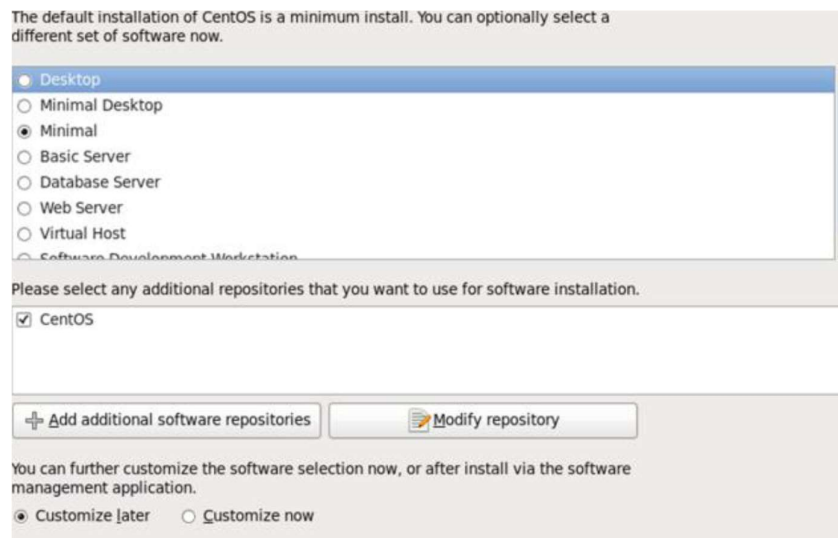 The default installation of CentOS is a minimum install. You can optionally select a
different set of software now.
Desktop
Minimal Desktop
Minimal
Basic Server
Database Server
Web Server
Virtual Host
Software Development Workstation
Please select any additional repositories that you want to use for software installation.
CentOS
Add additional software repositories
Modify repository
You can further customize the software selection now, or after install via the software
management application.
Customize later
Customize now